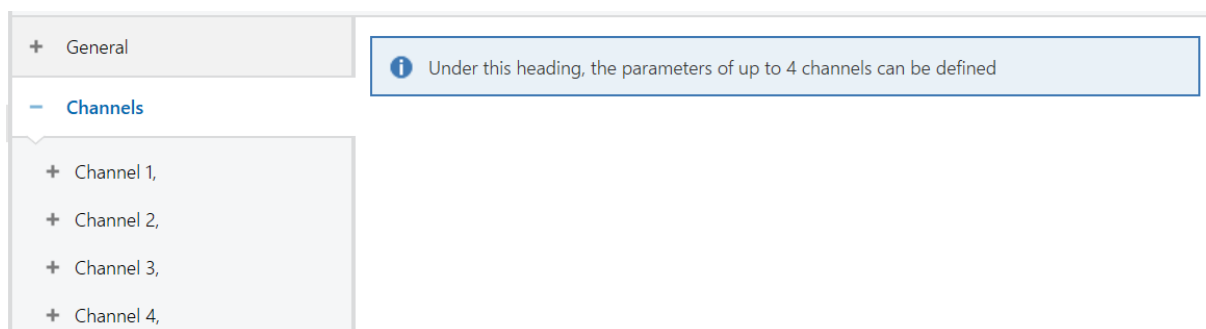 General
Under this heading, the parameters of up to 4 channels can be defined
Channels
Channel 1,
Channel 2,
Channel 3,
Channel 4,